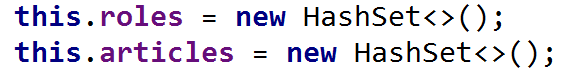 this.roles = new HashSet<>();
this.articles = new HashSet<>();